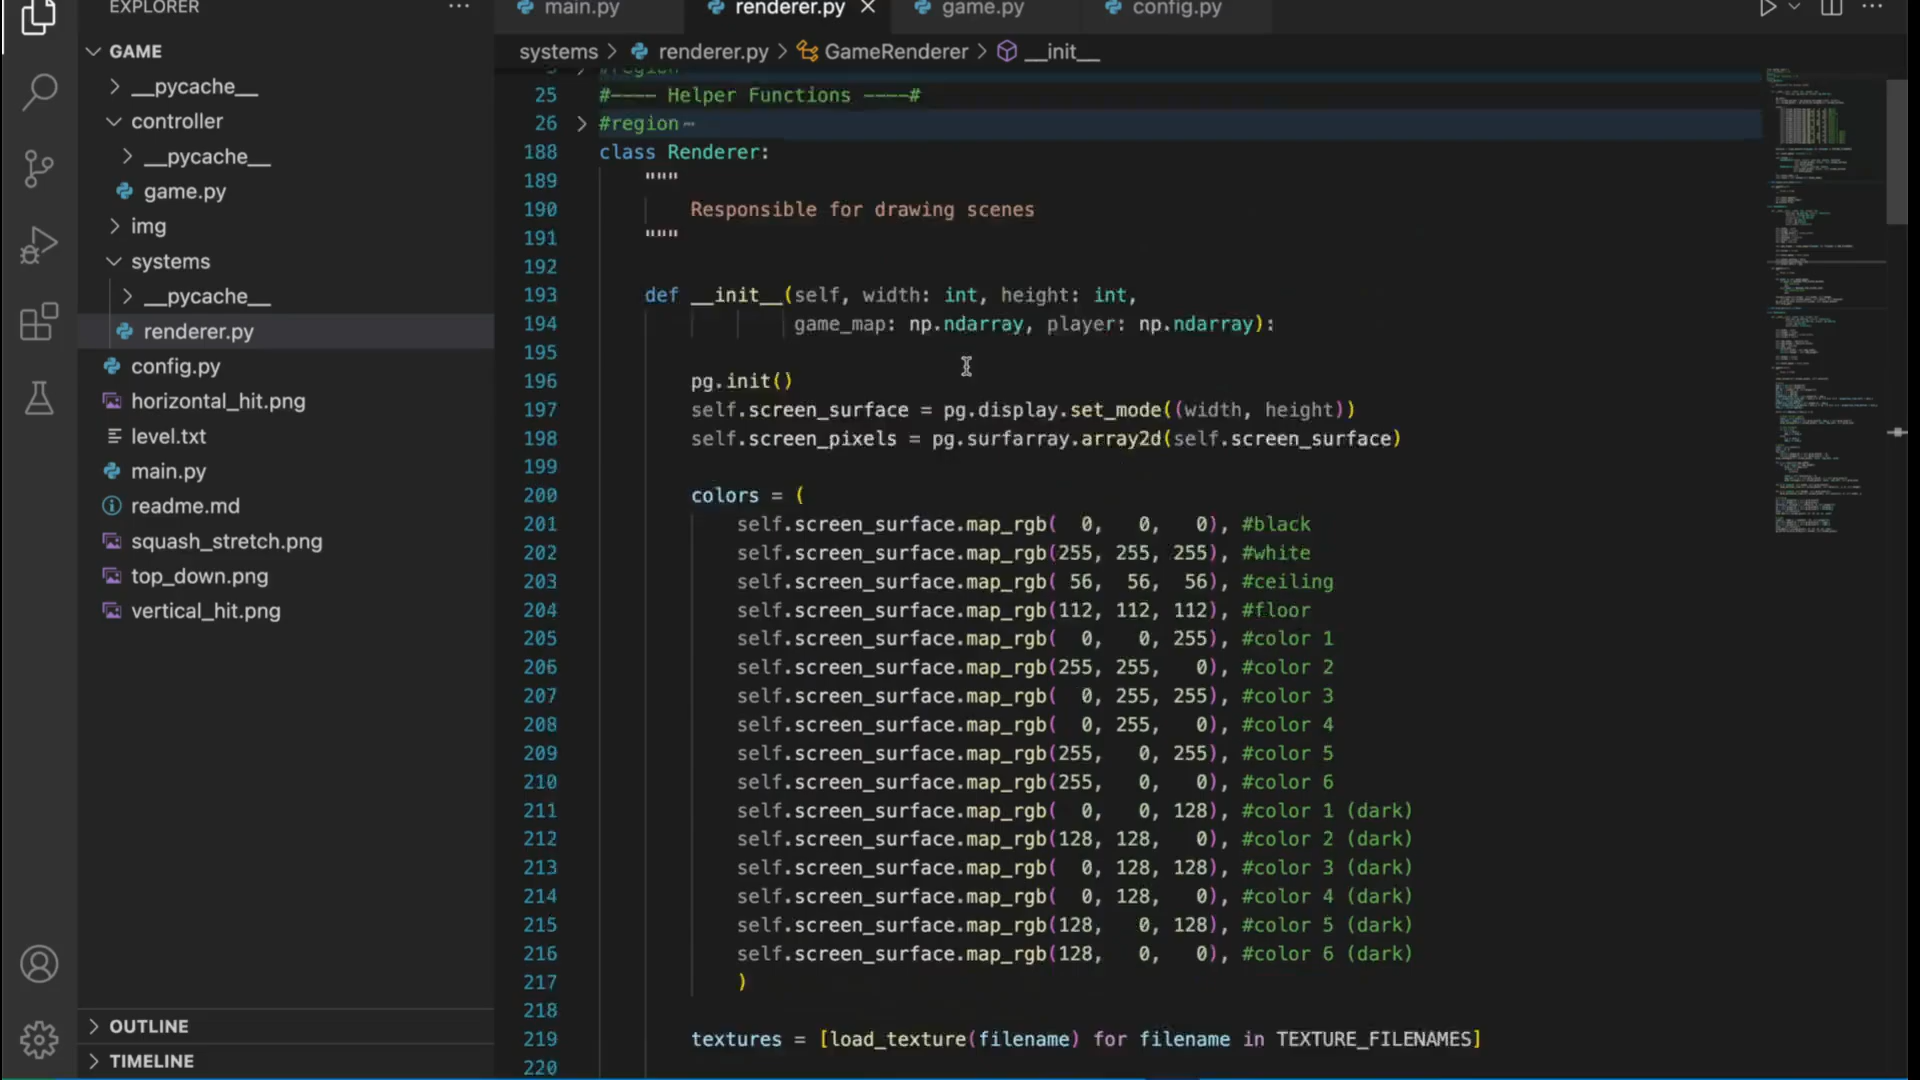 EXPLORER
GAME
__pycache__
controller
__pycache__
game.py
img
systems
__pycache__
renderer.py
config.py
horizontal_hit.png
level.txt
main.py
readme.md
squash_stretch.png
top_down.png
vertical_hit.png
OUTLINE
TIMELINE
main.py renderer.py game.py config.py
systems > renderer.py > GameRenderer > __init__
#region
25 #---- Helper Functions ----#
26 #region
188 class Renderer:
189 """
190 Responsible for drawing scenes
191 """
192
193 def __init__(self, width: int, height: int,
194 game_map: np.ndarray, player: np.ndarray):
195
196 pg.init()
197 self.screen_surface = pg.display.set_mode((width, height))
198 self.screen_pixels = pg.surfarray.array2d(self.screen_surface)
199
200 colors = (
201 self.screen_surface.map_rgb(  0,   0,   0), #black
202 self.screen_surface.map_rgb(255, 255, 255), #white
203 self.screen_surface.map_rgb( 56,  56,  56), #ceiling
204 self.screen_surface.map_rgb(112, 112, 112), #floor
205 self.screen_surface.map_rgb(  0,   0, 255), #color 1
206 self.screen_surface.map_rgb(255, 255,   0), #color 2
207 self.screen_surface.map_rgb(  0, 255, 255), #color 3
208 self.screen_surface.map_rgb(  0, 255,   0), #color 4
209 self.screen_surface.map_rgb(255,   0, 255), #color 5
210 self.screen_surface.map_rgb(255,   0,   0), #color 6
211 self.screen_surface.map_rgb(  0,   0, 128), #color 1 (dark)
212 self.screen_surface.map_rgb(128, 128,   0), #color 2 (dark)
213 self.screen_surface.map_rgb(  0, 128, 128), #color 3 (dark)
214 self.screen_surface.map_rgb(  0, 128,   0), #color 4 (dark)
215 self.screen_surface.map_rgb(128,   0, 128), #color 5 (dark)
216 self.screen_surface.map_rgb(128,   0,   0), #color 6 (dark)
217 )
218
219 textures = [load_texture(filename) for filename in TEXTURE_FILENAMES]
220